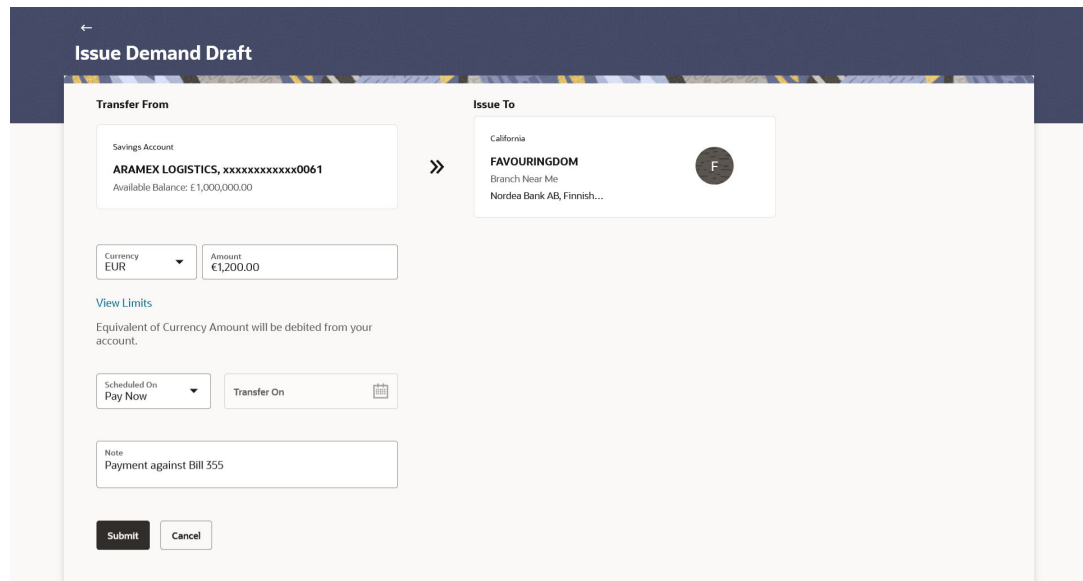 ←
Issue Demand Draft
Transfer From
Savings Account
ARAMEX LOGISTICS, xxxxxxxxxxxx0061
Available Balance: £1,000,000.00
Issue To
California
FAVOURINGDOM
Branch Near Me
Nordea Bank AB, Finnish...
F
Currency
EUR
Amount
€1,200.00
View Limits
Equivalent of Currency Amount will be debited from your
account.
Scheduled On
Pay Now
Transfer On
Note
Payment against Bill 355
Submit
Cancel